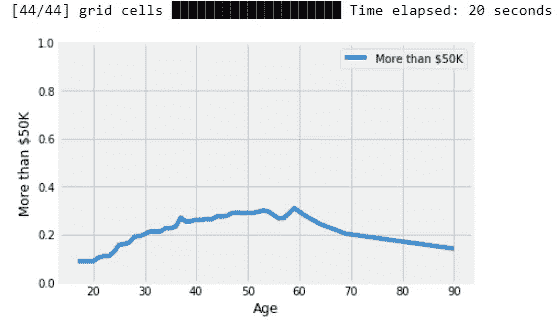 [44/44] grid cells ████████████████████ Time elapsed: 20 seconds
More than $50K
1.0
0.8
0.6
0.4
0.2
0.0
More than $50K
20 30 40 50 60 70 80 90
Age